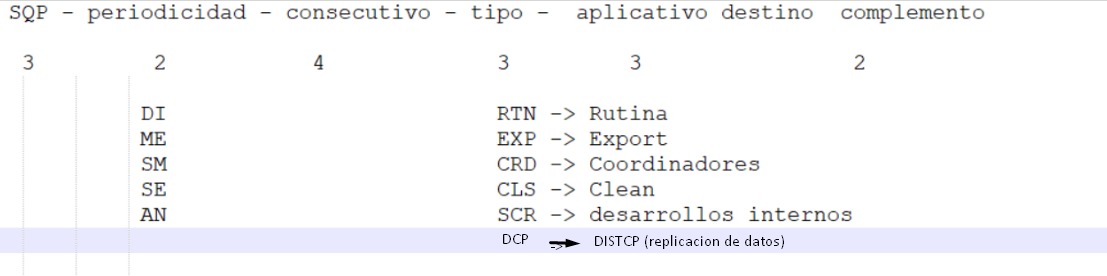 SQP - periodicidad - consecutivo - tipo - aplicativo destino complemento
3 2 4 3 3 2
DI RTN -> Rutina
ME EXP -> Export
SM CRD -> Coordinadores
SE CLS -> Clean
AN SCR -> desarrollos internos
DCP -> DISTCP (replicacion de datos)